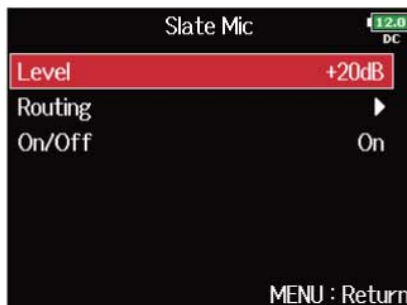 Slate Mic
12.0
DC
Level +20dB
Routing
On/Off On
MENU : Return